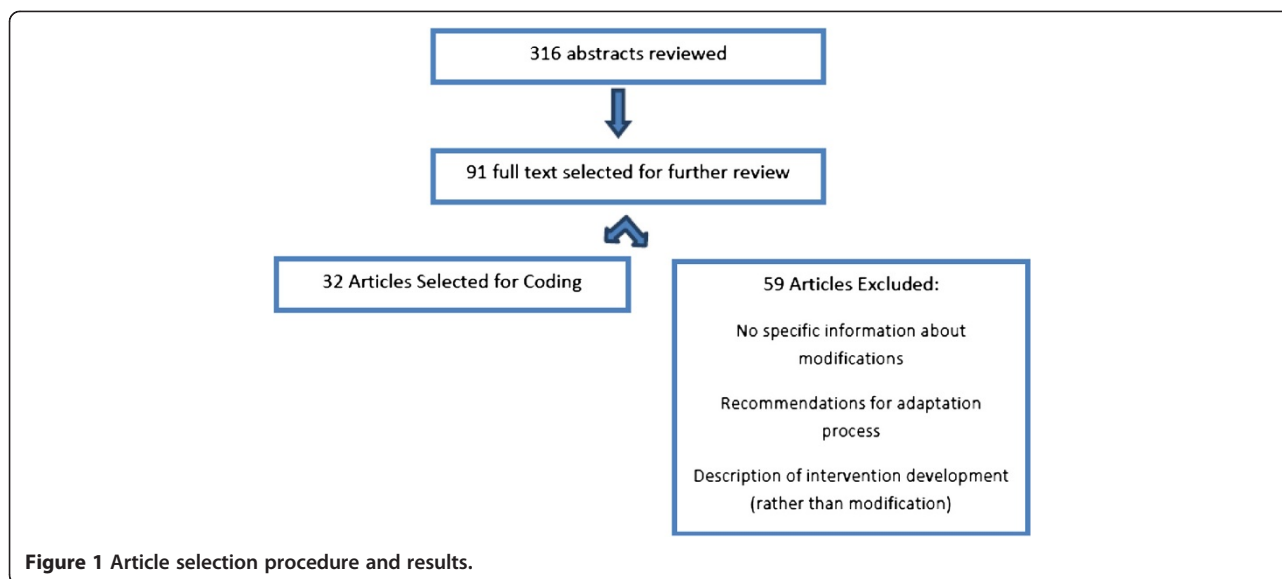 316 abstracts reviewed
91 full text selected for further review
32 Articles Selected for Coding
59 Articles Excluded:
No specific information about
modifications
Recommendations for adaptation
process
Description of intervention development
(rather than modification)
Figure 1 Article selection procedure and results.